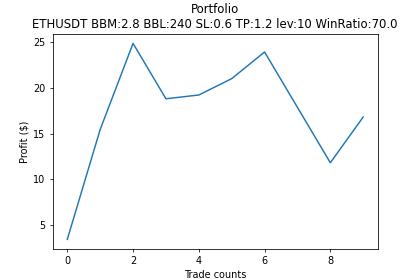 Portfolio
ETHUSDT BBM:2.8 BBL:240 SL:0.6 TP:1.2 lev:10 WinRatio:70.0
Profit ($)
25
20
15
10
5
0
2
4
6
8
Trade counts